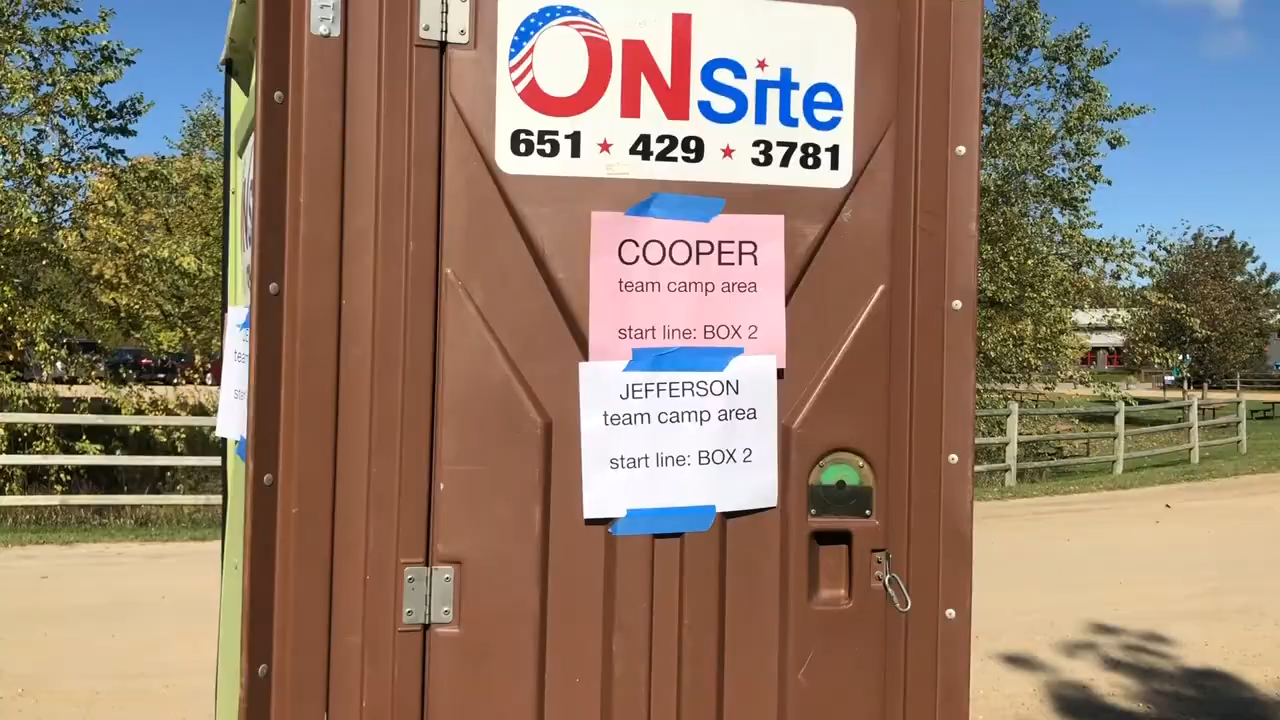 ONSite
651 ★ 429 ★ 3781
COOPER
team camp area
start line: BOX 2
JEFFERSON
team camp area
start line: BOX 2